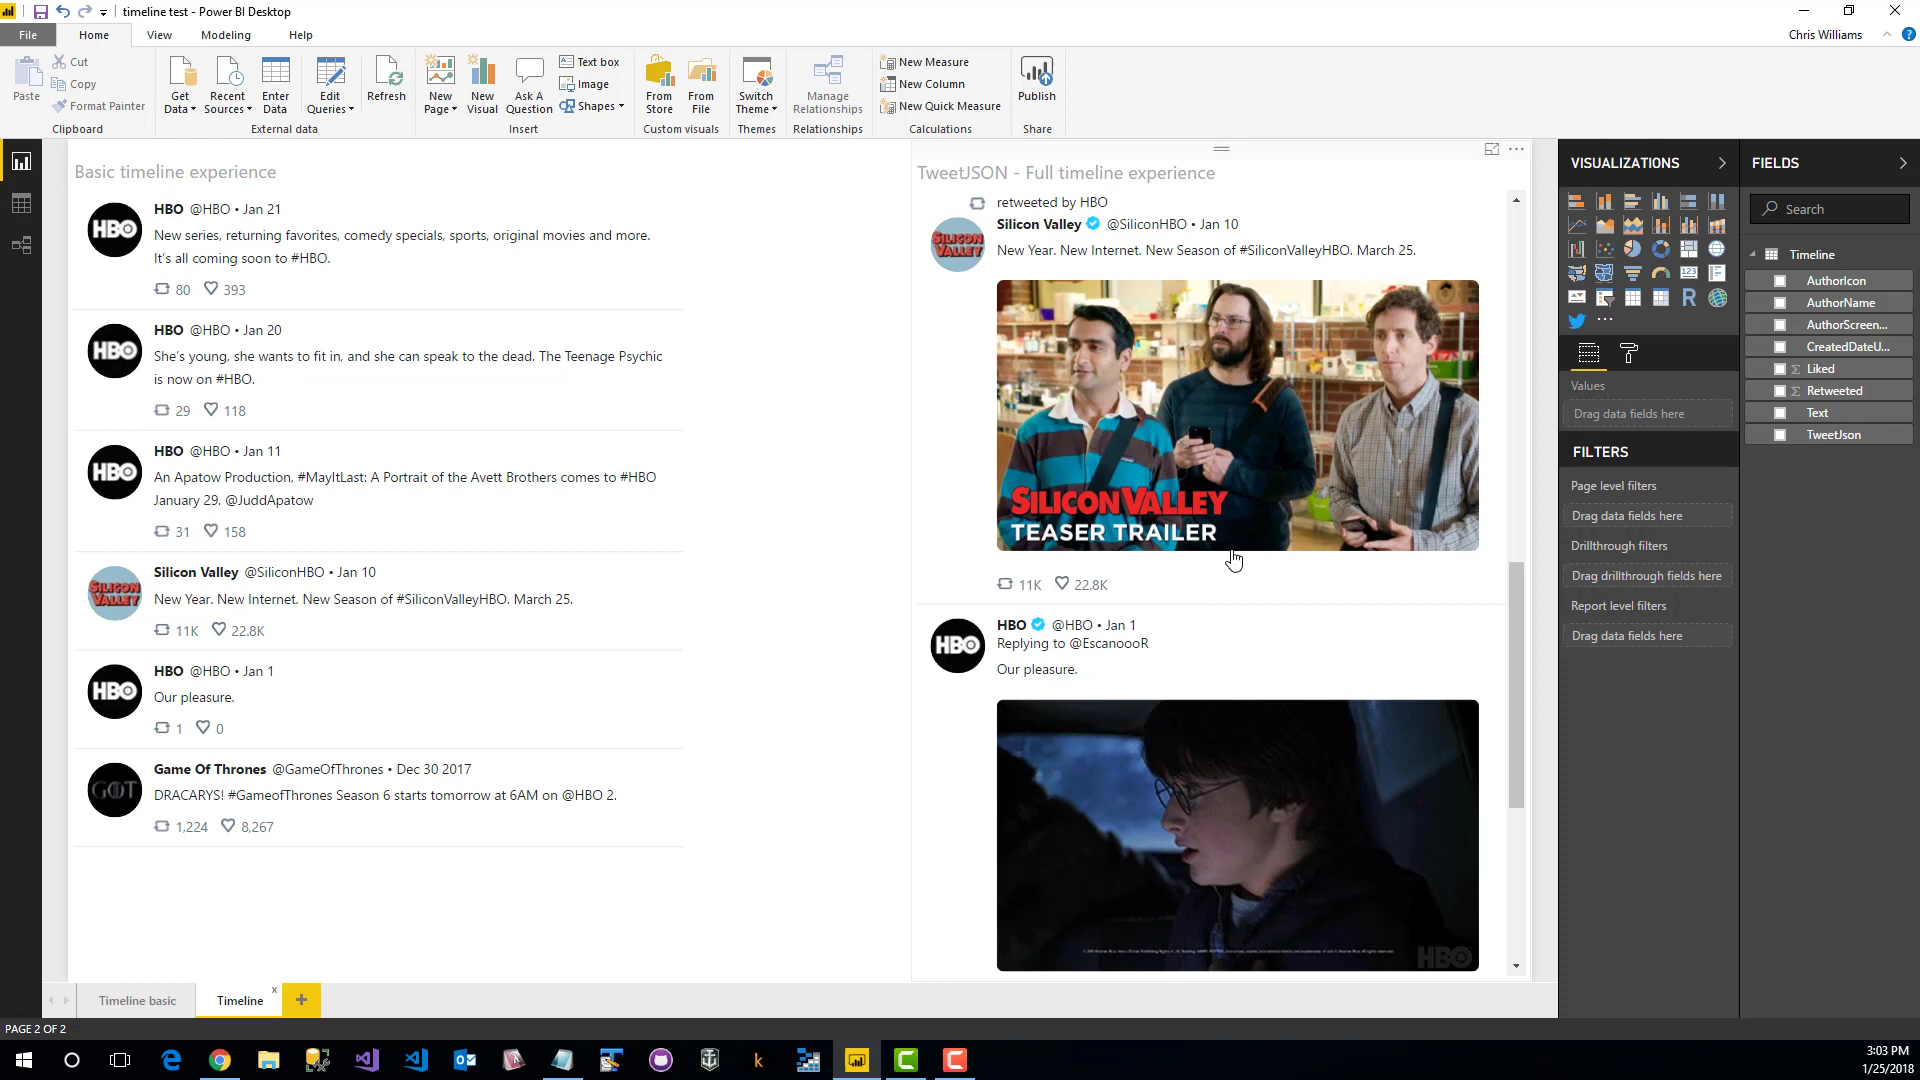 timeline test - Power BI Desktop
File
Home
View
Modeling
Help
Chris Williams
Paste
Cut
Copy
Format Painter
Clipboard
Get
Data
Recent
Sources
Enter
Data
Edit
Queries
Refresh
External data
New
Page
New
Visual
Ask A
Question
Text box
Image
Shapes
Insert
From
Store
From
File
Custom visuals
Switch
Theme
Themes
Manage
Relationships
Relationships
New Measure
New Column
New Quick Measure
Calculations
Publish
Share
Basic timeline experience
HBO
HBO @HBO • Jan 21
New series, returning favorites, comedy specials, sports, original movies and more.
It's all coming soon to #HBO.
80 393
HBO
HBO @HBO • Jan 20
She's young, she wants to fit in, and she can speak to the dead. The Teenage Psychic
is now on #HBO.
29 118
HBO
HBO @HBO • Jan 11
An Apatow Production, #MayItLast: A Portrait of the Avett Brothers comes to #HBO
January 29. @JuddApatow
31 158
SILICON
VALLEY
Silicon Valley @SiliconHBO • Jan 10
New Year. New Internet. New Season of #SiliconValleyHBO. March 25.
11K 22.8K
HBO
HBO @HBO • Jan 1
Our pleasure.
1 0
GOT
Game Of Thrones @GameOfThrones • Dec 30 2017
DRACARYS! #GameofThrones Season 6 starts tomorrow at 6AM on @HBO 2.
1,224 8,267
TweetJSON - Full timeline experience
retweeted by HBO
SILICON
VALLEY
Silicon Valley @SiliconHBO • Jan 10
New Year. New Internet. New Season of #SiliconValleyHBO. March 25.
SILICON VALLEY
TEASER TRAILER
11K 22.8K
HBO
HBO @HBO • Jan 1
Replying to @EscanoooR
Our pleasure.
HBO
VISUALIZATIONS
123
R
Values
Drag data fields here
FILTERS
Page level filters
Drag data fields here
Drillthrough filters
Drag drillthrough fields here
Report level filters
Drag data fields here
FIELDS
Search
Timeline
AuthorIcon
AuthorName
AuthorScreen...
CreatedDateU...
Liked
Retweeted
Text
TweetJson
Timeline basic
Timeline
PAGE 2 OF 2
3:03 PM
1/25/2018